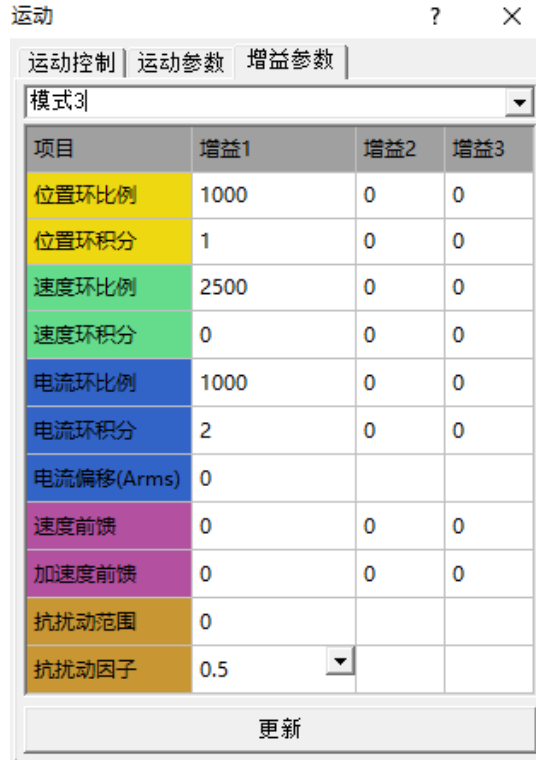 运动 ? ×
运动控制 运动参数 增益参数
模式3
项目 增益1 增益2 增益3
位置环比例 1000 0 0
位置环积分 1 0 0
速度环比例 2500 0 0
速度环积分 0 0 0
电流环比例 1000 0 0
电流环积分 2 0 0
电流偏移(Arms) 0
速度前馈 0 0 0
加速度前馈 0 0 0
抗扰动范围 0
抗扰动因子 0.5
更新